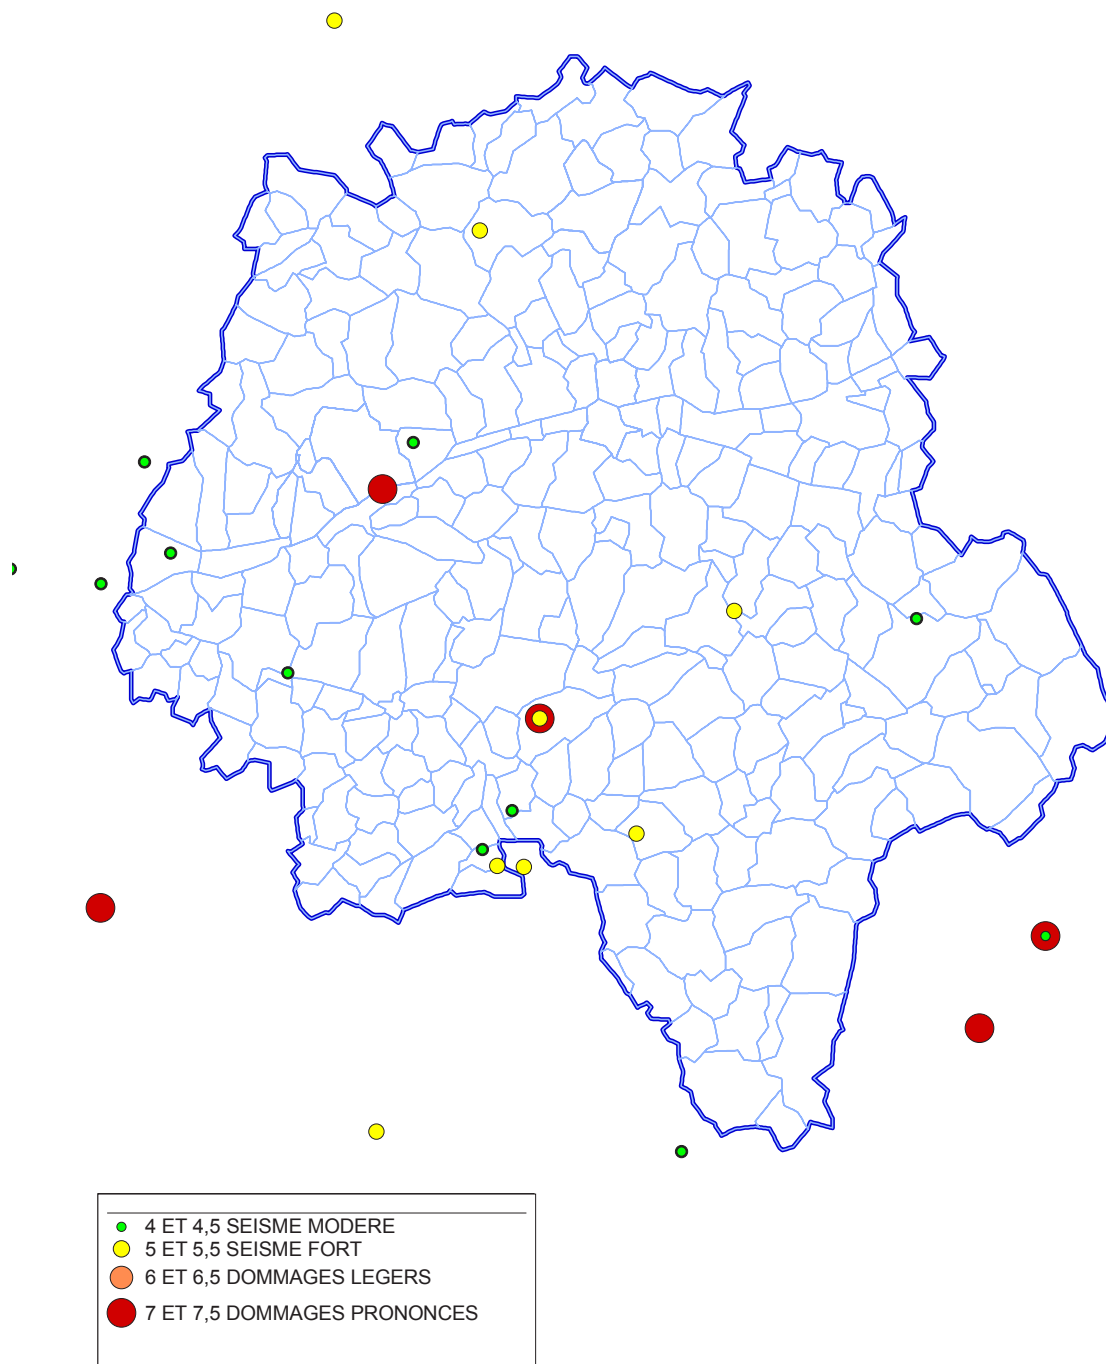 4 ET 4,5 SEISME MODERE
5 ET 5,5 SEISME FORT
6 ET 6,5 DOMMAGES LEGERS
7 ET 7,5 DOMMAGES PRONONCES